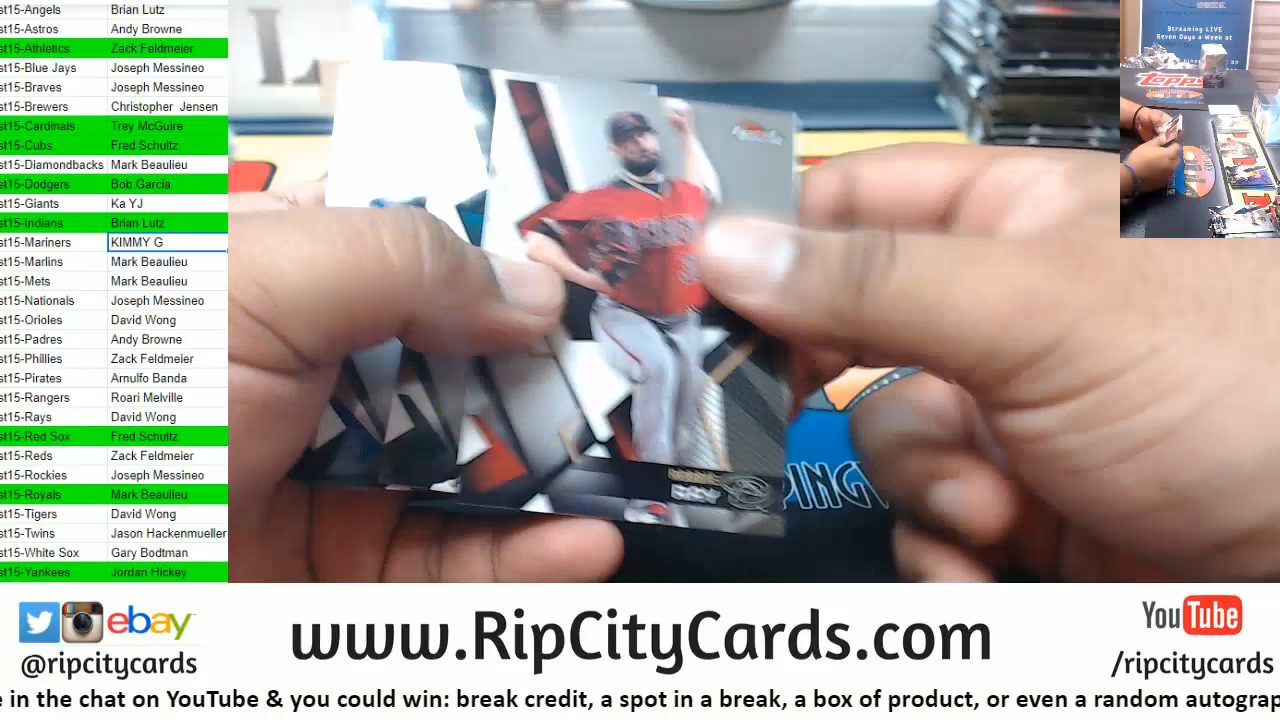 st15-Angels Brian Lutz
st15-Astros Andy Browne
st15-Athletics Zack Feldmeier
st15-Blue Jays Joseph Messineo
st15-Braves Joseph Messineo
st15-Brewers Christopher Jensen
st15-Cardinals Trey McGuire
st15-Cubs Fred Schultz
st15-Diamondbacks Mark Beaulieu
st15-Dodgers Bob Garcia
st15-Giants Ka YJ
st15-Indians Brian Lutz
st15-Mariners KIMMY G
st15-Marlins Mark Beaulieu
st15-Mets Mark Beaulieu
st15-Nationals Joseph Messineo
st15-Orioles David Wong
st15-Padres Andy Browne
st15-Phillies Zack Feldmeier
st15-Pirates Arnulfo Banda
st15-Rangers Roari Melville
st15-Rays David Wong
st15-Red Sox Fred Schultz
st15-Reds Zack Feldmeier
st15-Rockies Joseph Messineo
st15-Royals Mark Beaulieu
st15-Tigers David Wong
st15-Twins Jason Hackenmueller
st15-White Sox Gary Bodtman
st15-Yankees Jordan Hickey
Streaming LIVE
Seven Days a Week at
Topps
RAY
PING
ebay
@ripcitycards
www.RipCityCards.com
YouTube
/ripcitycards
e in the chat on YouTube & you could win: break credit, a spot in a break, a box of product, or even a random autograp